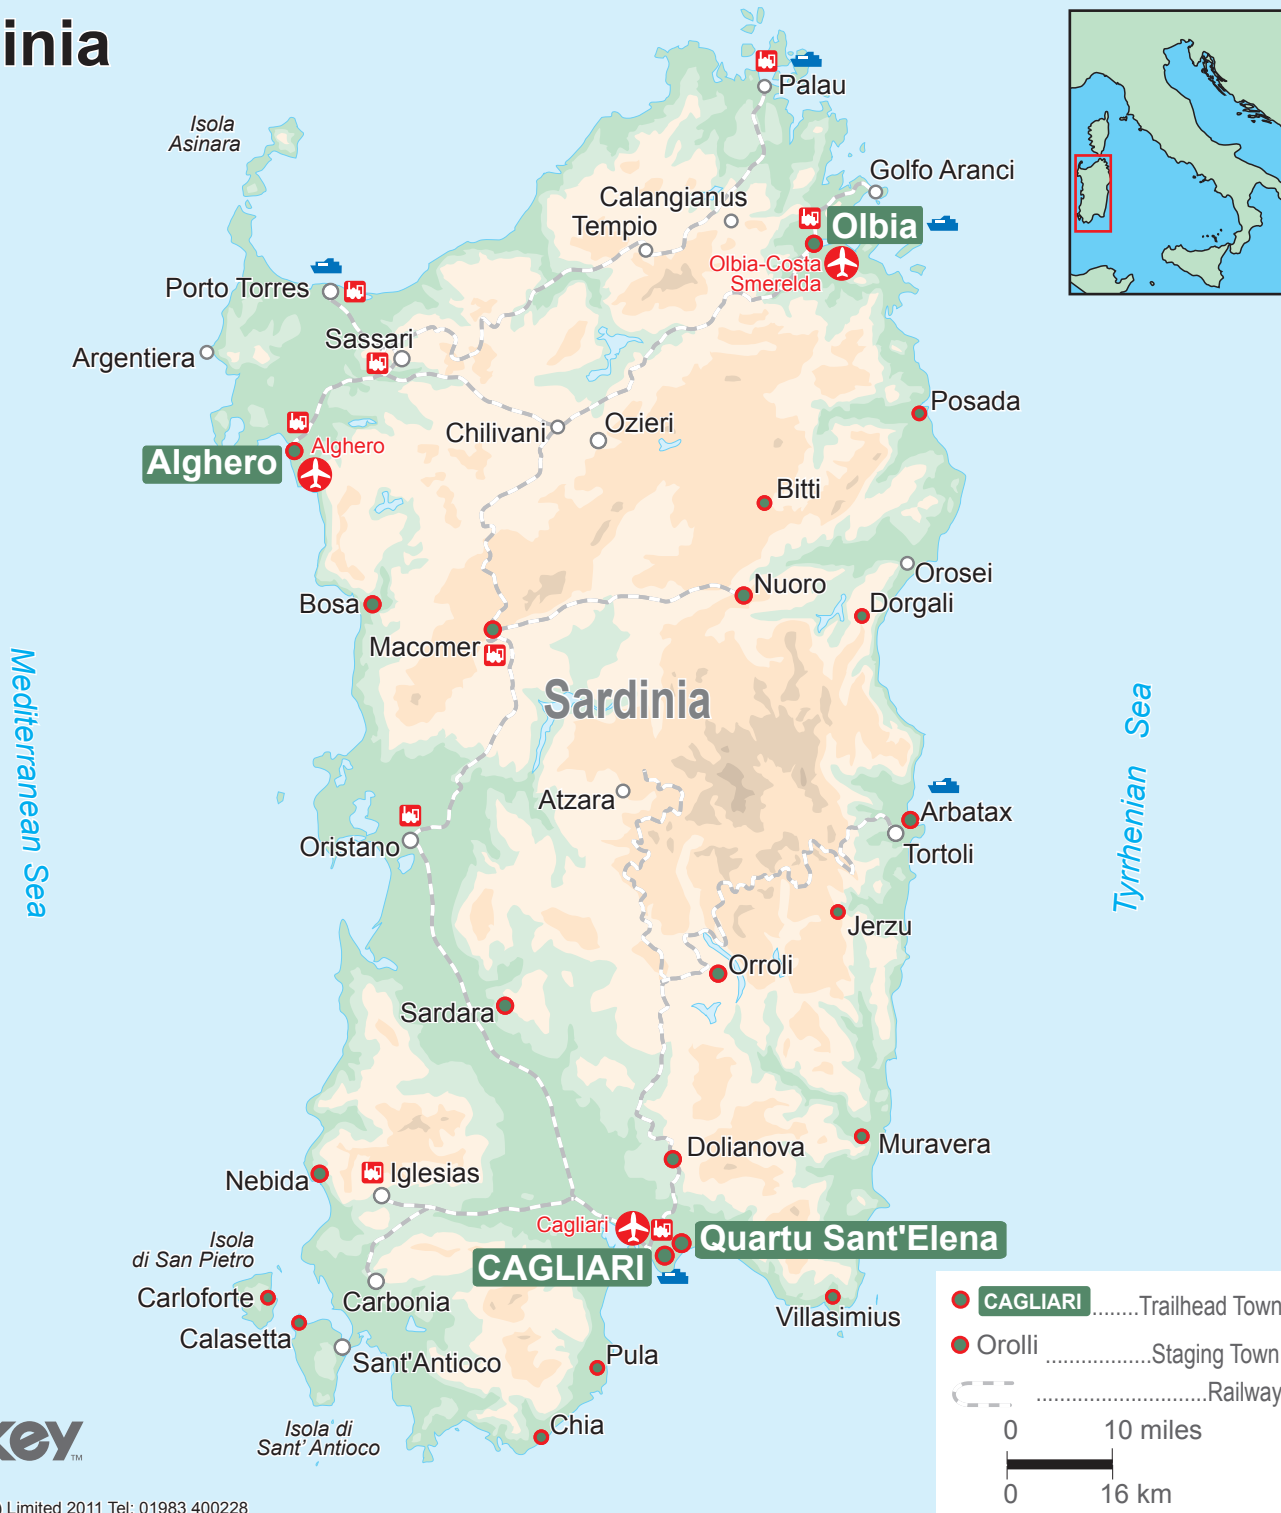 inia
Isola
Asinara
Palau
Golfo Aranci
Calangianus
Tempio
Olbia
Olbia-Costa
Smerelda
Porto Torres
Argentiera
Sassari
Posada
Chilivani
Ozieri
Alghero
Alghero
Bitti
Orosei
Nuoro
Dorgali
Bosa
Macomer
Sardinia
Mediterranean Sea
Tyrrhenian Sea
Atzara
Arbatax
Tortoli
Oristano
Jerzu
Orroli
Sardara
Muravera
Dolianova
Nebida
Iglesias
Cagliari
Quartu Sant'Elena
CAGLIARI
Isola
di San Pietro
Carloforte
Carbonia
Villasimius
Calasetta
Sant'Antioco
Pula
Isola di
Sant' Antioco
Chia
CAGLIARI ........Trailhead Town
Orolli ..................Staging Town
.............................Railway
0 10 miles
0 16 km
key™
) Limited 2011 Tel: 01983 400228